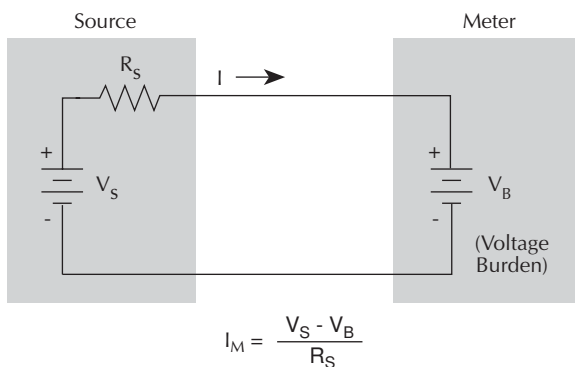 Source
Meter
R_S
I
+
V_S
-
+
V_B
-
(Voltage
Burden)
I_M = V_S - V_B
R_S